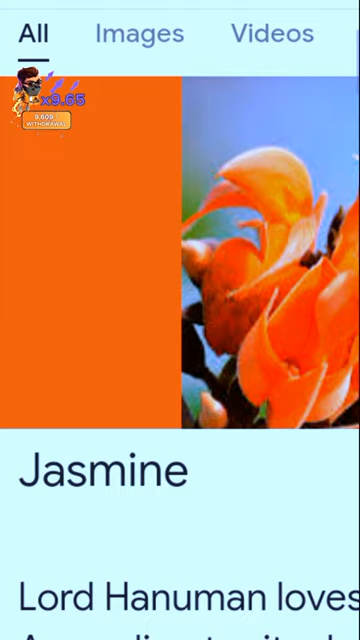 All Images Videos
x9.65
9,609
WITHDRAWAL
Jasmine
Lord Hanuman loves